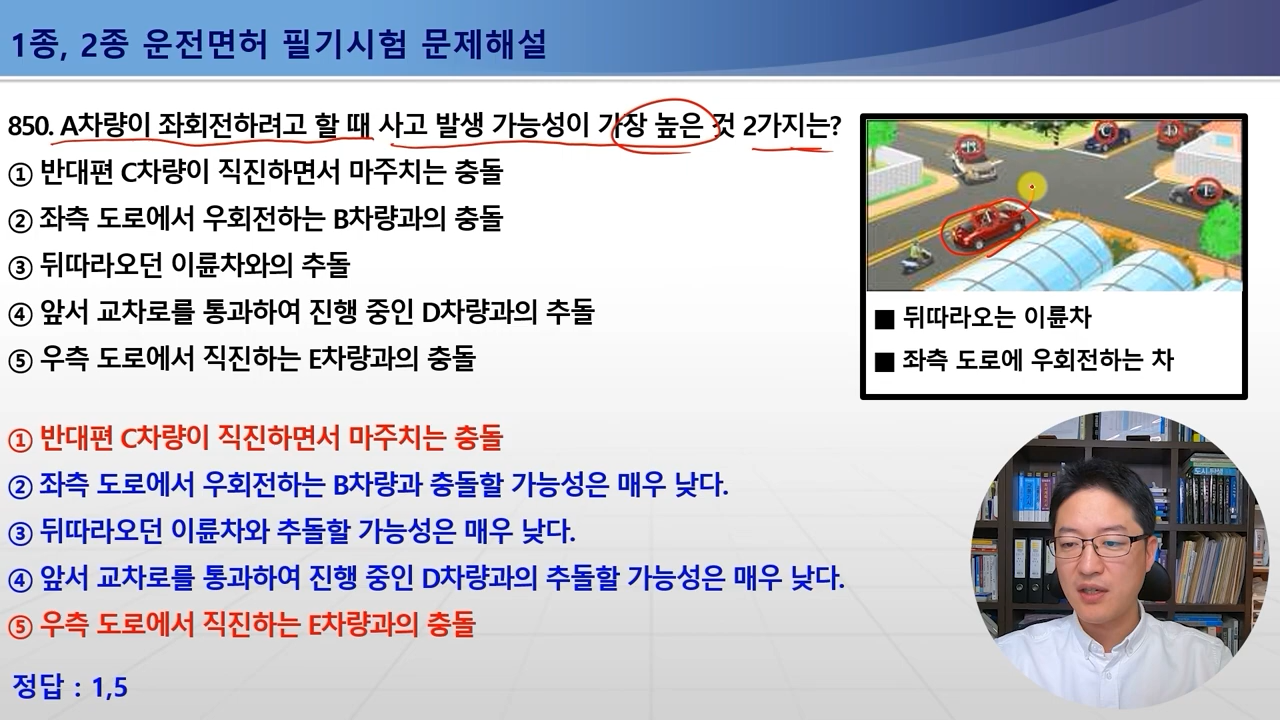 1종, 2종 운전면허 필기시험 문제해설
850. A차량이 좌회전하려고 할 때 사고 발생 가능성이 가장 높은 것 2가지는?
① 반대편 C차량이 직진하면서 마주치는 충돌
② 좌측 도로에서 우회전하는 B차량과의 충돌
③ 뒤따라오던 이륜차와의 추돌
④ 앞서 교차로를 통과하여 진행 중인 D차량과의 추돌
⑤ 우측 도로에서 직진하는 E차량과의 충돌
B
C
D
E
A
■ 뒤따라오는 이륜차
■ 좌측 도로에 우회전하는 차
① 반대편 C차량이 직진하면서 마주치는 충돌
② 좌측 도로에서 우회전하는 B차량과 충돌할 가능성은 매우 낮다.
③ 뒤따라오던 이륜차와 추돌할 가능성은 매우 낮다.
④ 앞서 교차로를 통과하여 진행 중인 D차량과의 추돌할 가능성은 매우 낮다.
⑤ 우측 도로에서 직진하는 E차량과의 충돌
정답 : 1,5